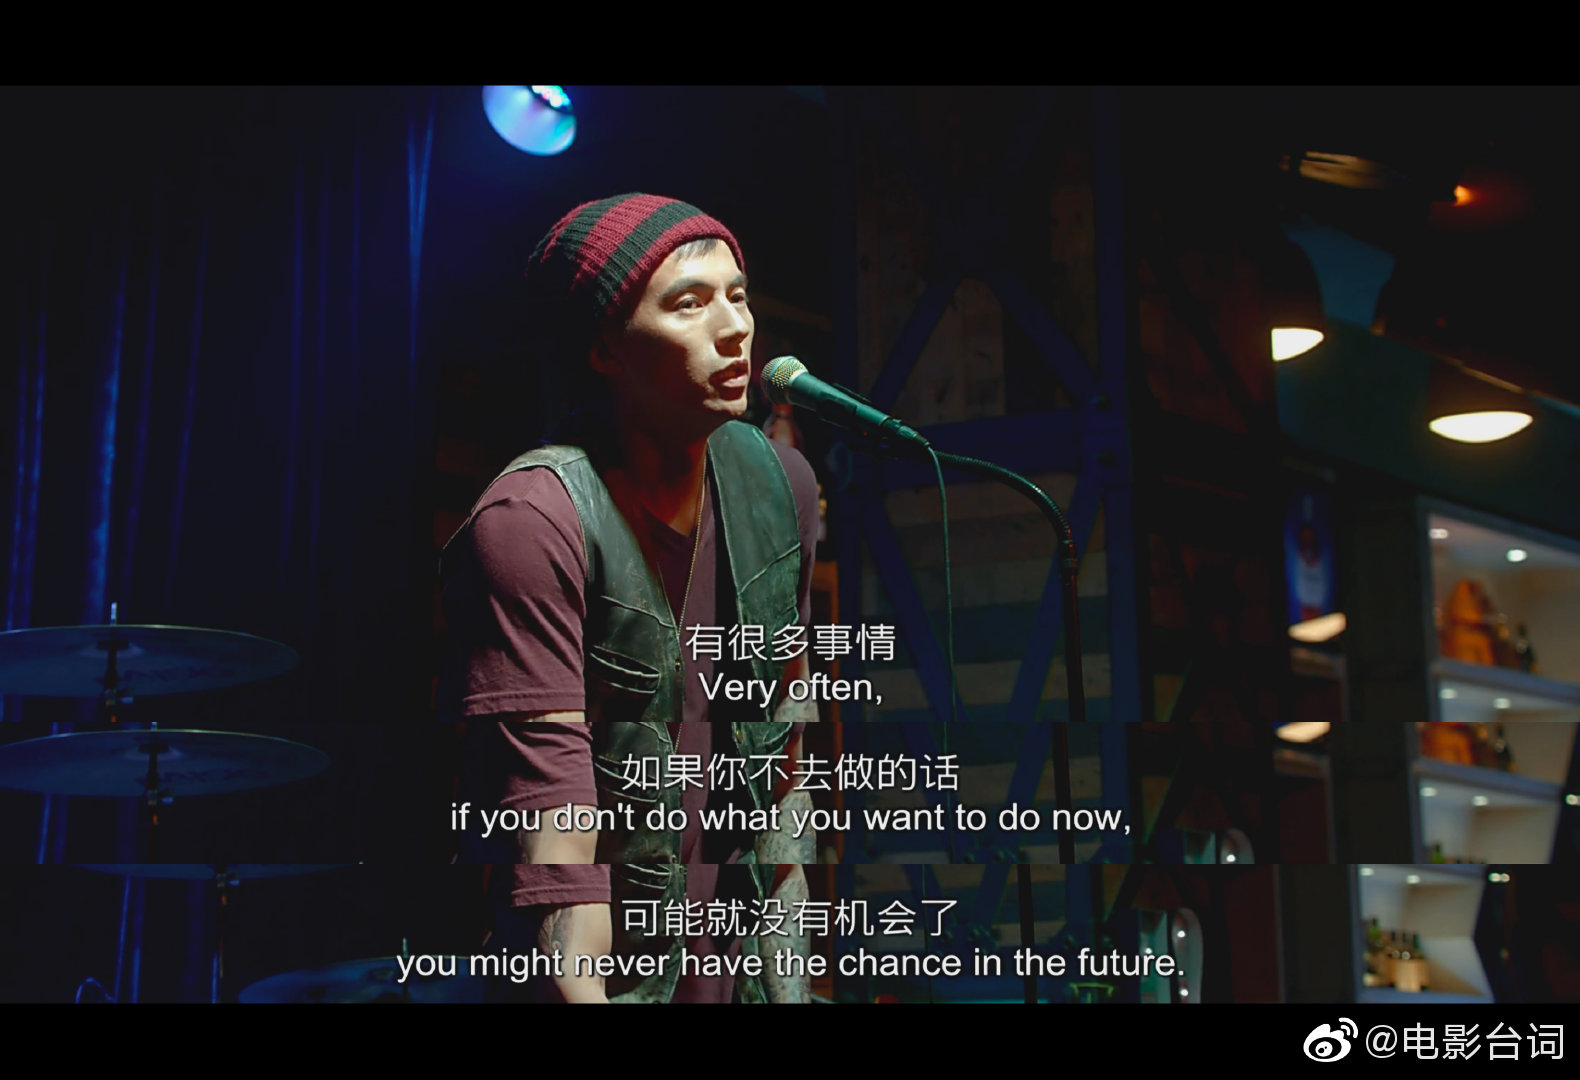 有很多事情
Very often,
如果你不去做的话
if you don't do what you want to do now,
可能就没有机会了
you might never have the chance in the future.
@电影台词